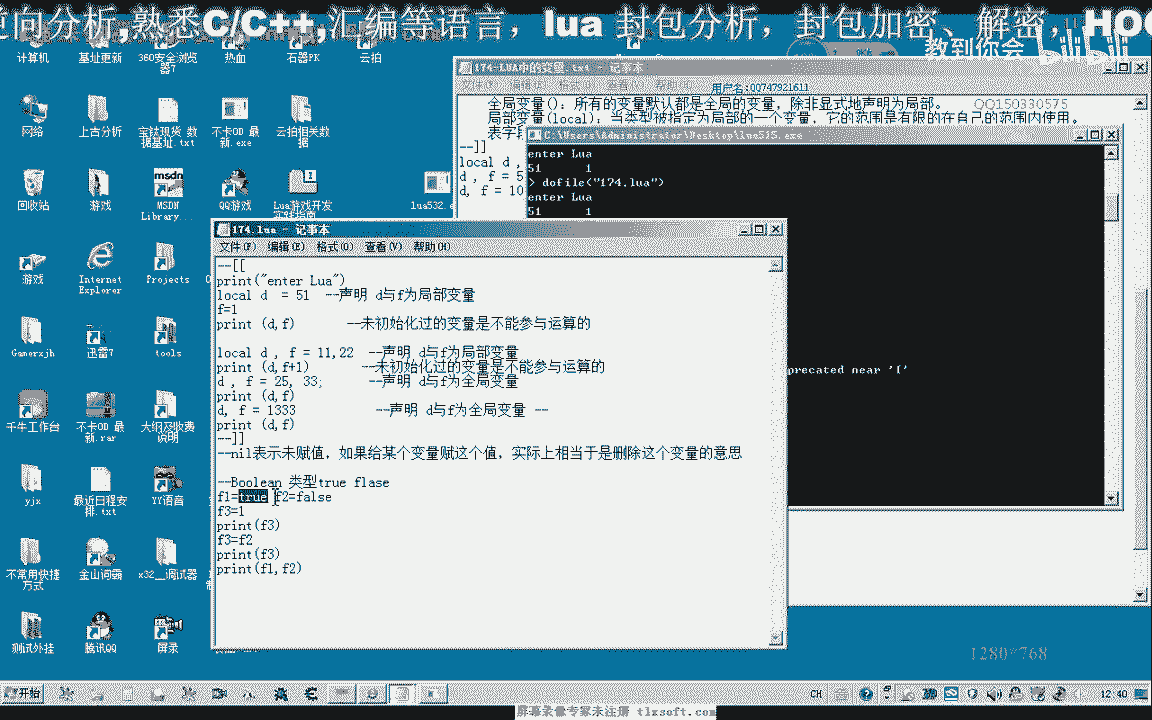 逆向分析,熟悉C/C++,汇编等语言，lua 封包分析，封包加密、解密，HOO
教到你会
bilibili
计算机
基址更新
360安全浏览器7
热血
石器PK
云拍
网络
上古分析
宝钛现货 数据基址.txt
不卡OD 最新.exe
云拍相关数据
回收站
游戏
MSDN Library...
QQ游戏
Lua游戏开发
lua532.e
游戏
Internet Explorer
Projects
Gamerxjh
迅雷7
tools
千牛工作台
不卡OD 最新.rar
大纲及收费说明
yjx
最近日程安排.txt
YY语音
不常用快捷方式
金山词霸
x32__调试器
测试外挂
腾讯QQ
屏录
174-LUA中的变量.txt - 记事本
用户名:QQ747921611
全局变量()：所有的变量默认都是全局的变量，除非显式地声明为局部。
QQ150330575
局部变量(local)：当类型被指定为局部的一个变量，它的范围是有限的在自己的范围内使用。
表字段
--]]
local d ,
d , f = 5
d, f = 10
C:\Users\Administrator\Desktop\lua515.exe
enter Lua
51 1
> dofile("174.lua")
enter Lua
51 1
precated near '['
174.lua - 记事本
文件(F) 编辑(E) 格式(O) 查看(V) 帮助(H)
--[[
print("enter Lua")
local d  = 51  --声明 d与f为局部变量
f=1
print (d,f) --未初始化过的变量是不能参与运算的
local d , f = 11,22 --声明 d与f为局部变量
print (d,f+1) --未初始化过的变量是不能参与运算的
d , f = 25, 33; --声明 d与f为全局变量
print (d,f)
d, f = 1333 --声明 d与f为全局变量 --
print (d,f)
--]]
--nil表示未赋值，如果给某个变量赋这个值，实际上相当于是删除这个变量的意思
--Boolean 类型true flase
f1=true f2=false
f3=1
print(f3)
f3=f2
print(f3)
print(f1,f2)
1280*768
开始
CH
12:40
屏幕录像专家未注册 tlxsoft.com